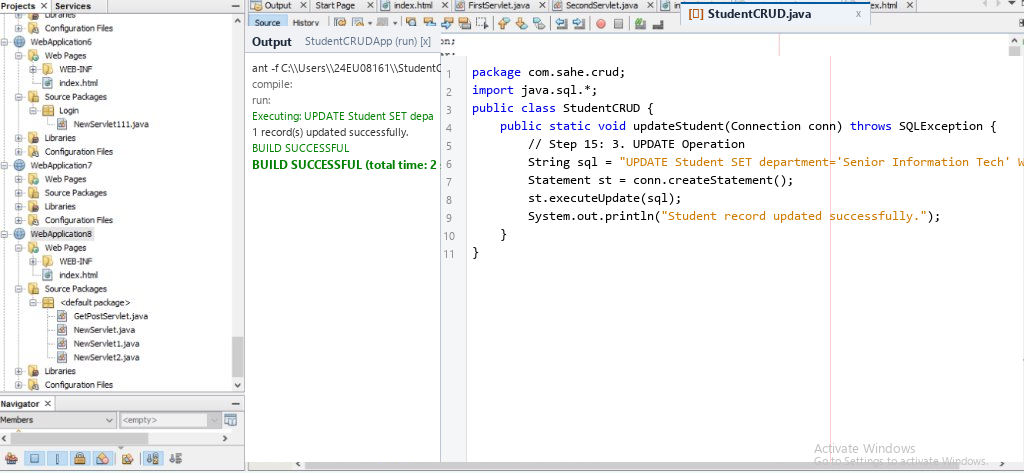 Projects × Services
Libraries
Configuration Files
WebApplication6
Web Pages
WEB-INF
index.html
Source Packages
Login
NewServlet111.java
Libraries
Configuration Files
WebApplication7
Web Pages
Source Packages
Libraries
Configuration Files
WebApplication8
Web Pages
WEB-INF
index.html
Source Packages
<default package>
GetPostServlet.java
NewServlet.java
NewServlet1.java
NewServlet2.java
Libraries
Configuration Files
Navigator ×
Members
<empty>
Output × Start Page × index.html × FirstServlet.java × SecondServlet.java × StudentCRUD.java x .html ×
Source History
Output StudentCRUDApp (run) [x]
ant -f C:\\Users\\24EU08161\\StudentC
compile:
run:
Executing: UPDATE Student SET depa
1 record(s) updated successfully.
BUILD SUCCESSFUL
BUILD SUCCESSFUL (total time: 2
on;
1 package com.sahe.crud;
2 import java.sql.*;
3 public class StudentCRUD {
4 public static void updateStudent(Connection conn) throws SQLException {
5 // Step 15: 3. UPDATE Operation
6 String sql = "UPDATE Student SET department='Senior Information Tech' W
7 Statement st = conn.createStatement();
8 st.executeUpdate(sql);
9 System.out.println("Student record updated successfully.");
10 }
11 }
Activate Windows
Go to Settings to activate Windows.